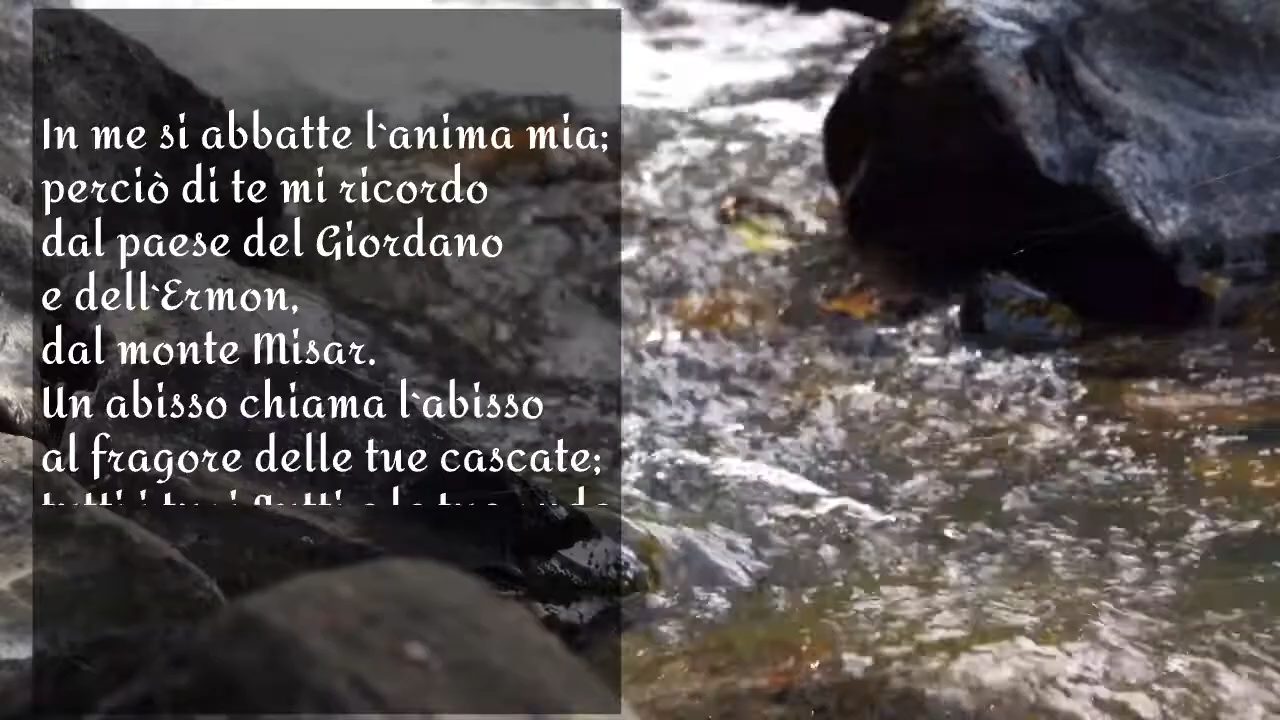 In me si abbatte l`anima mia;
perciò di te mi ricordo
dal paese del Giordano
e dell`Ermon,
dal monte Misar.
Un abisso chiama l`abisso
al fragore delle tue cascate;